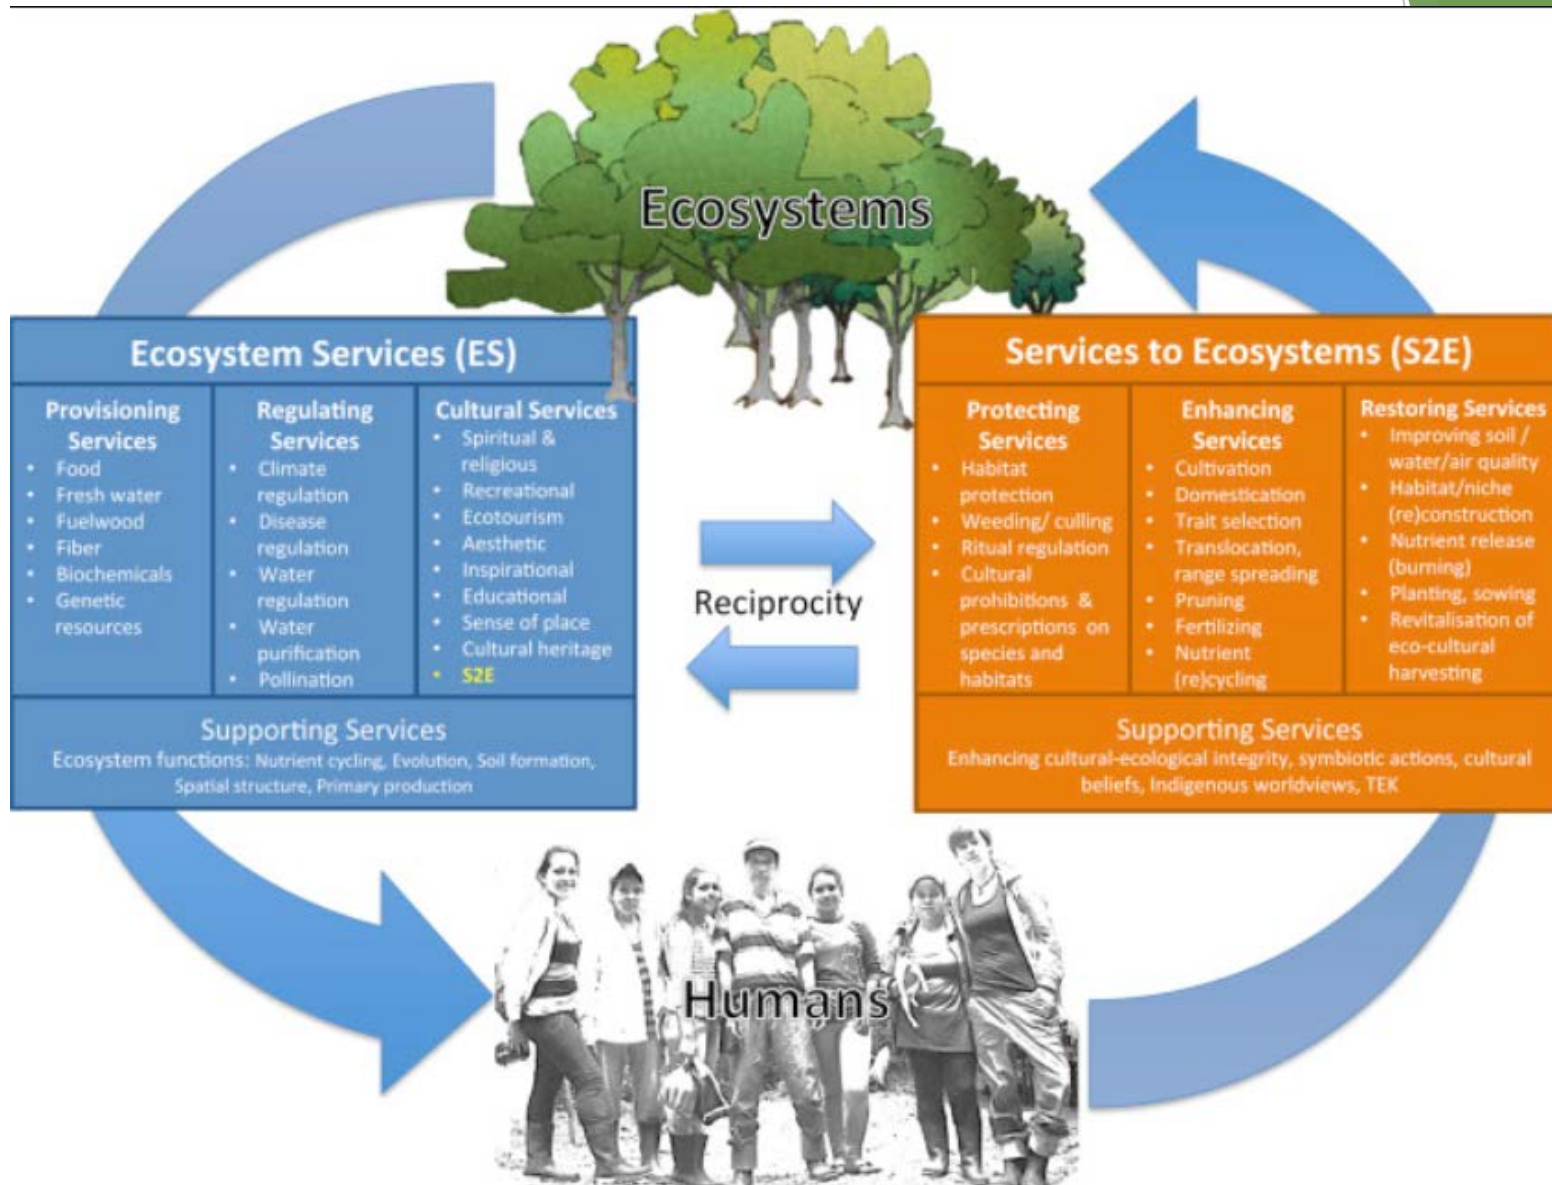 Ecosystems
Ecosystem Services (ES)
Provisioning
Services
• Food
• Fresh water
• Fuelwood
• Fiber
• Biochemicals
• Genetic
resources
Regulating
Services
• Climate
regulation
• Disease
regulation
• Water
regulation
• Water
purification
• Pollination
Cultural Services
• Spiritual &
religious
• Recreational
• Ecotourism
• Aesthetic
• Inspirational
• Educational
• Sense of place
• Cultural heritage
• S2E
Supporting Services
Ecosystem functions: Nutrient cycling, Evolution, Soil formation,
Spatial structure, Primary production
Reciprocity
Services to Ecosystems (S2E)
Protecting
Services
• Habitat
protection
• Weeding/ culling
• Ritual regulation
• Cultural
prohibitions &
prescriptions on
species and
habitats
Enhancing
Services
• Cultivation
• Domestication
• Trait selection
• Translocation,
range spreading
• Pruning
• Fertilizing
• Nutrient
(re)cycling
Restoring Services
• Improving soil /
water/air quality
• Habitat/niche
(re)construction
• Nutrient release
(burning)
• Planting, sowing
• Revitalisation of
eco-cultural
harvesting
Supporting Services
Enhancing cultural-ecological integrity, symbiotic actions, cultural
beliefs, Indigenous worldviews, TEK
Humans